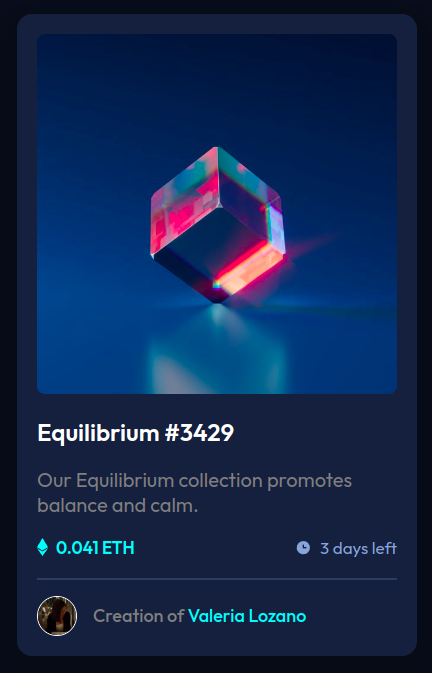 Equilibrium #3429
Our Equilibrium collection promotes
balance and calm.
0.041 ETH
3 days left
Creation of Valeria Lozano